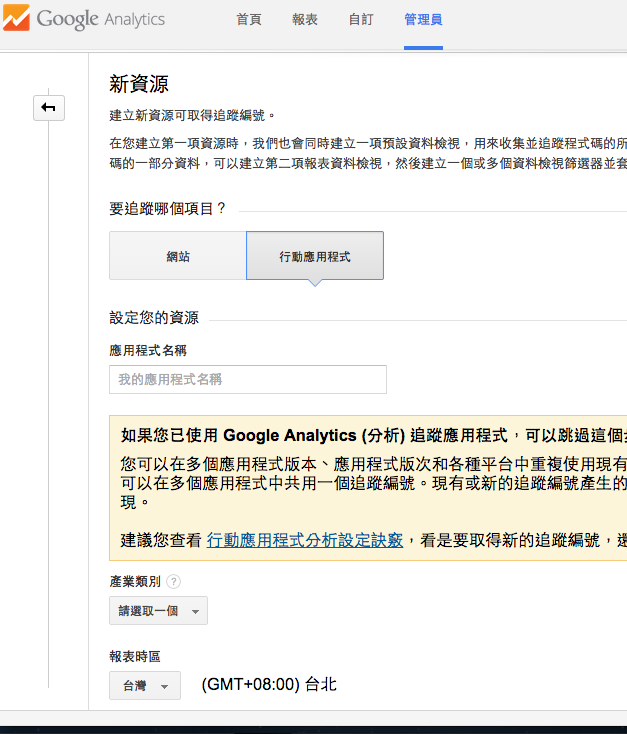 Google Analytics
首頁 報表 自訂 管理員
新資源
建立新資源可取得追蹤編號。
在您建立第一項資源時，我們也會同時建立一項預設資料檢視，用來收集並追蹤程式碼的所
碼的一部分資料，可以建立第二項報表資料檢視，然後建立一個或多個資料檢視篩選器並套
要追蹤哪個項目？
網站 行動應用程式
設定您的資源
應用程式名稱
我的應用程式名稱
如果您已使用 Google Analytics (分析) 追蹤應用程式，可以跳過這個
您可以在多個應用程式版本、應用程式版次和各種平台中重複使用現有
可以在多個應用程式中共用一個追蹤編號。現有或新的追蹤編號產生的
現。
建議您查看 行動應用程式分析設定訣竅，看是要取得新的追蹤編號，還
產業類別 ?
請選取一個
報表時區
台灣 (GMT+08:00) 台北